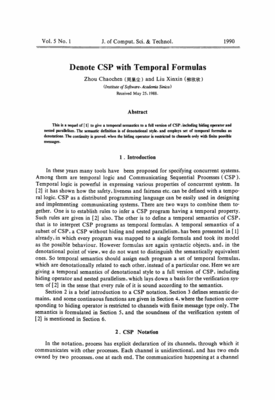 Vol. 5 No. 1 J. of Comput. Sci. & Technol. 1990
Denote CSP with Temporal Formulas
Zhou Chaochen (周巢尘) and Liu Xinxin
(Institute of Software, Academia Sinica)
Received May 25, 1988.
Abstract
This is a sequel of [1] to give a temporal semantics to a full version of CSP including hiding operator and
nested parallelism. The semantic definition is of denotational style, and employs set of temporal formulas as
denotations. The continuity is proved when the hiding operator is restricted to channels only with finite possible
messages.
1. Introduction
In these years many tools have been proposed for specifying concurrent systems.
Among them are temporal logic and Communicating Sequential Processes (CSP).
Temporal logic is powerful in expressing various properties of concurrent system. In
[2] it has shown how the safety, liveness and fairness etc. can be defined with a tempo-
ral logic. CSP as a distributed programming language can be easily used in designing
and implementing communicating systems. There are two ways to combine them to-
gether. One is to establish rules to infer a CSP program having a temporal property.
Such rules are given in [2] also. The other is to define a temporal semantics of CSP,
that is to interpret CSP programs as temporal formulas. A temporal semantics of a
subset of CSP, a CSP without hiding and nested parallelism, has been presented in [1]
already, in which every program was mapped to a single formula and took its model
as the possible behaviour. However formulas are again syntactic objects, and, in the
denotational point of view, we do not want to distinguish the semantically equivalent
ones. So temporal semantics should assign each program a set of temporal formulas,
which are denotationally related to each other, instead of a particular one. Here we are
giving a temporal semantics of denotational style to a full version of CSP, including
hiding operator and nested parallelism, which lays down a basis for the verification sys-
tem of [2] in the sense that every rule of it is sound according to the semantics.
Section 2 is a brief introduction to a CSP notation. Section 3 defines semantic do-
mains, and some continuous functions are given in Section 4, where the function corre-
sponding to hiding operator is restricted to channels with finite message type only. The
semantics is formulated in Section 5, and the soundness of the verification system of
[2] is mentioned in Section 6.
2. CSP Notation
In the notation, process has explicit declaration of its channels, through which it
communicates with other processes. Each channel is unidirectional, and has two ends
owned by two processes, one at each end. The communication happening at a channel